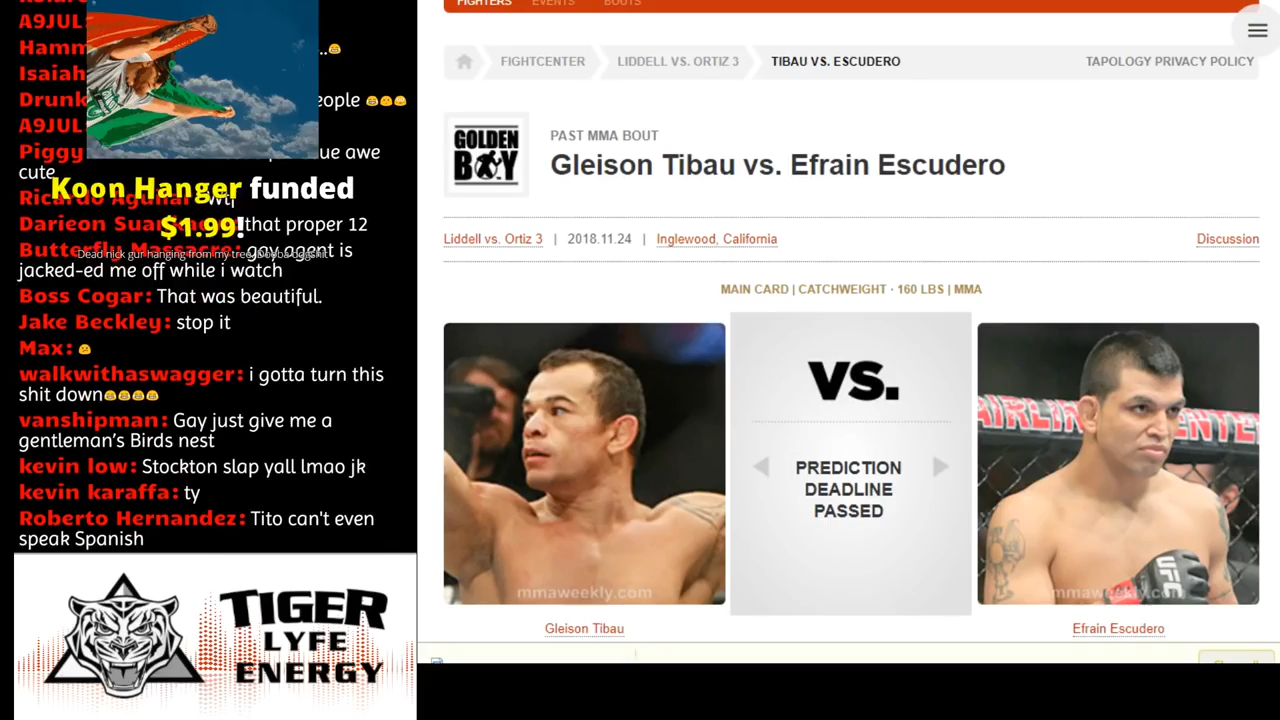 A9JUL
Hamm ..😂
Isaiah
Drunk eople 😂😕😂
A9JUL
Piggy ue awe
cute
Koon Hanger funded
$1.99!
Ricardo Aguilar Wtf
Darieon Sua that proper 12
Butterfly Massacre: gay agent is
jacked-ed me off while i watch
Dead nick gur hanging from my tree
Boss Cogar: That was beautiful.
Jake Beckley: stop it
Max: 😕
walkwithaswagger: i gotta turn this
shit down😂😂😂😂
vanshipman: Gay just give me a
gentleman's Birds nest
kevin low: Stockton slap yall lmao jk
kevin karaffa: ty
Roberto Hernandez: Tito can't even
speak Spanish
TIGER
LYFE
ENERGY
FIGHTERS EVENTS BOUTS
FIGHTCENTER LIDDELL VS. ORTIZ 3 TIBAU VS. ESCUDERO TAPOLOGY PRIVACY POLICY
GOLDEN
BOY
PAST MMA BOUT
Gleison Tibau vs. Efrain Escudero
Liddell vs. Ortiz 3 | 2018.11.24 | Inglewood, California Discussion
MAIN CARD | CATCHWEIGHT · 160 LBS | MMA
VS.
PREDICTION
DEADLINE
PASSED
AIRLIN CENTER
UFC
mmaweekly.com
mmaweekly.com
Gleison Tibau
Efrain Escudero